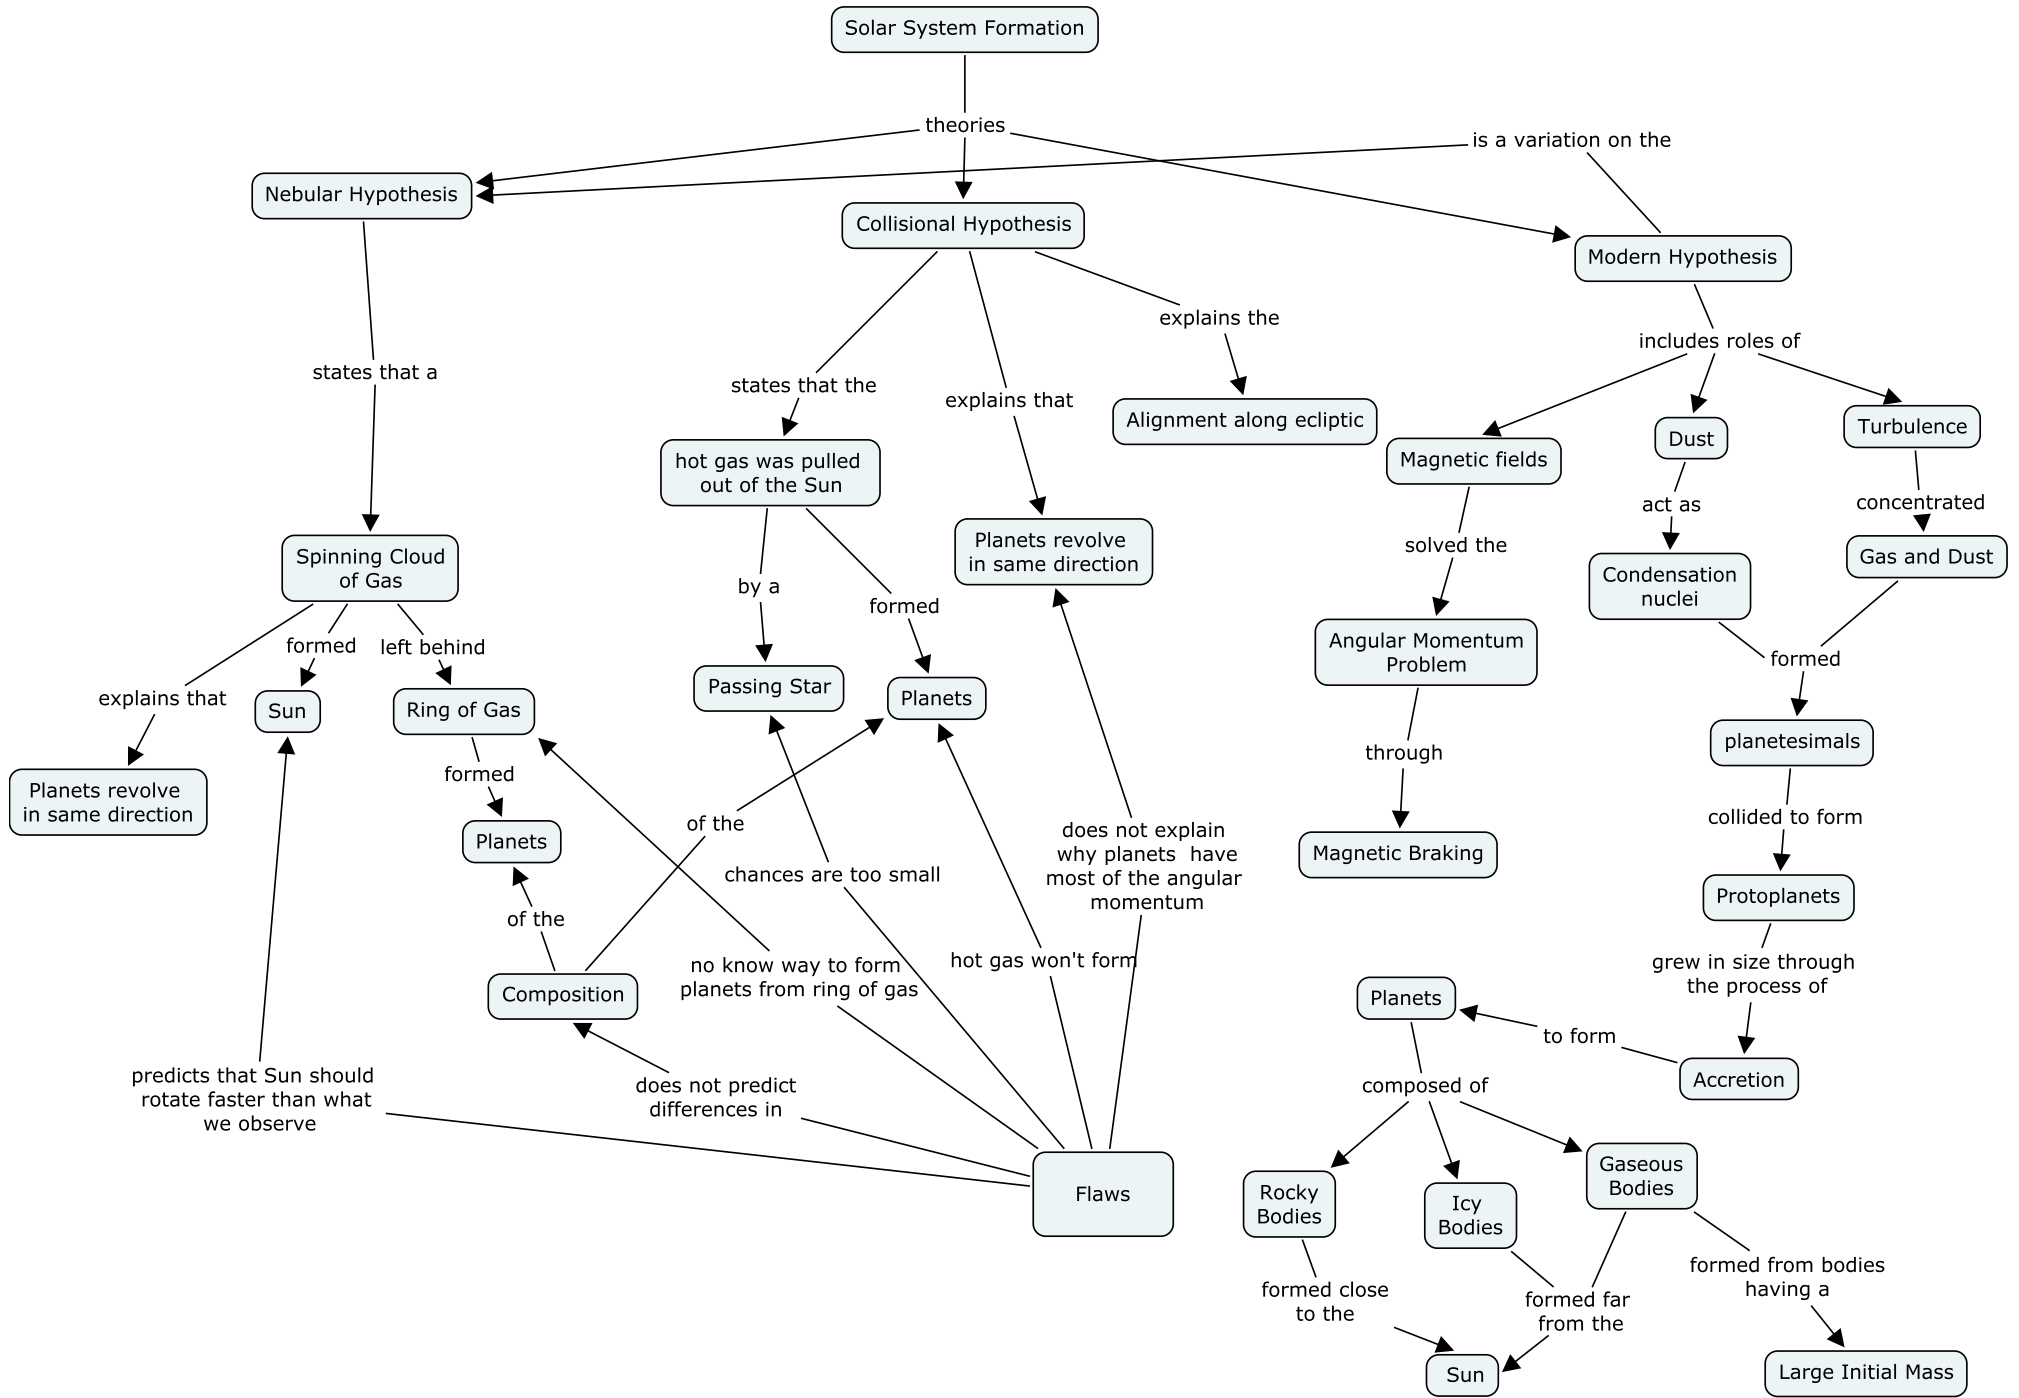 Solar System Formation
theories
is a variation on the
Nebular Hypothesis
Collisional Hypothesis
Modern Hypothesis
explains the
includes roles of
states that a
states that the
explains that
Alignment along ecliptic
Magnetic fields
Dust
Turbulence
hot gas was pulled
out of the Sun
act as
concentrated
Planets revolve
in same direction
solved the
Spinning Cloud
of Gas
Condensation
nuclei
Gas and Dust
by a
formed
Angular Momentum
Problem
formed
formed
left behind
explains that
Sun
Ring of Gas
Passing Star
Planets
planetesimals
through
formed
Planets revolve
in same direction
Planets
of the
collided to form
does not explain
why planets  have
most of the angular
momentum
Magnetic Braking
chances are too small
Protoplanets
of the
hot gas won't form
no know way to form
planets from ring of gas
grew in size through
the process of
Composition
Planets
to form
Accretion
predicts that Sun should
rotate faster than what
we observe
does not predict
differences in
composed of
Flaws
Rocky
Bodies
Icy
Bodies
Gaseous
Bodies
formed close
to the
formed far
from the
formed from bodies
having a
Sun
Large Initial Mass